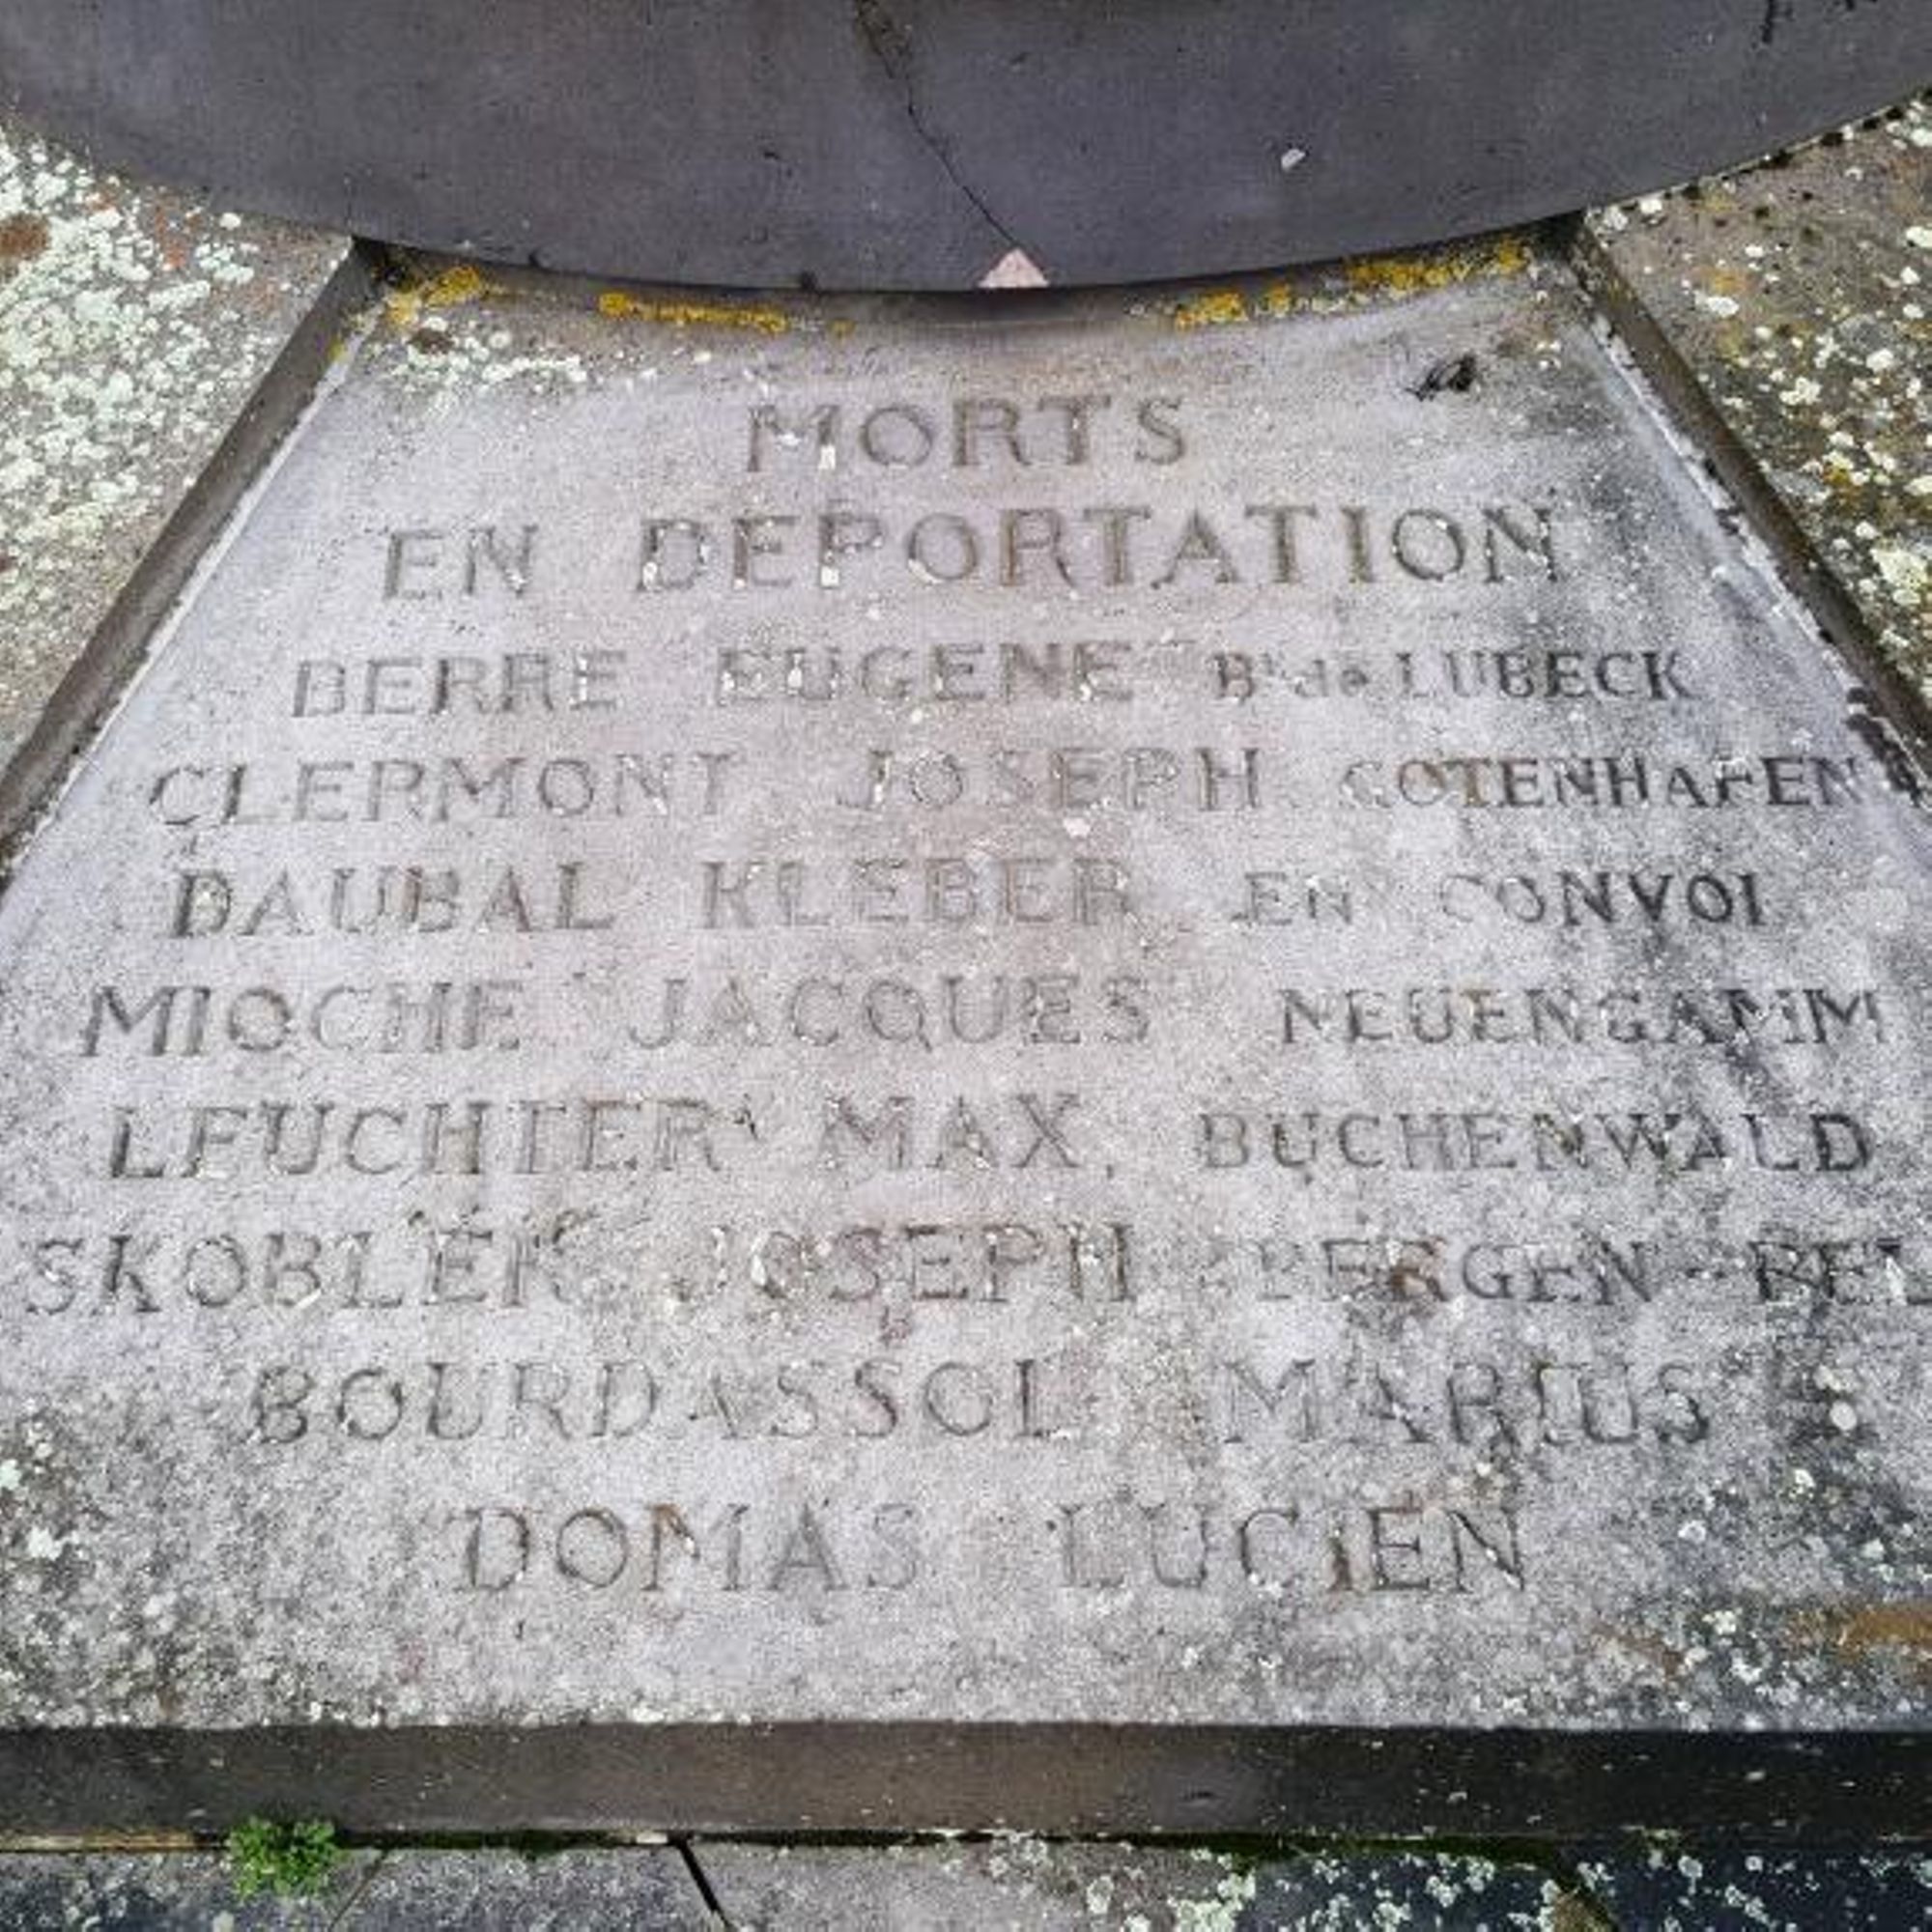 MORTS
EN DEPORTATION
BERRE EUGENE Bie de LUBECK
CLERMONT JOSEPH GOTENHAFEN
DAUBAL KLEBER EN CONVOI
MIOCHE JACQUES NEUENGAMM
LEUCHTER MAX, BUCHENWALD
SKOBLEK JOSEPH BERGEN-BEL
BOURDASSOL MARIUS
DOMAS LUCIEN